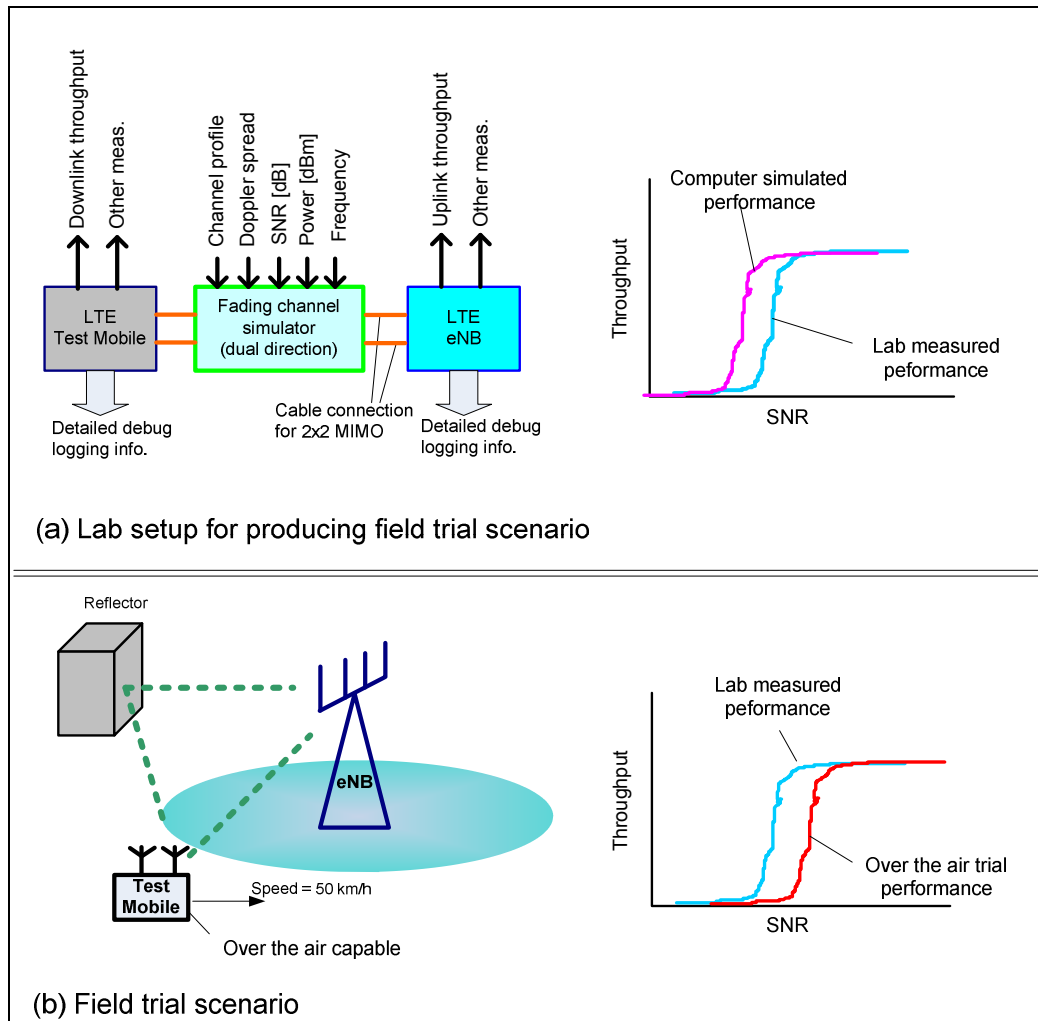 Downlink throughput
Other meas.
Channel profile
Doppler spread
SNR [dB]
Power [dBm]
Frequency
Uplink throughput
Other meas.
LTE
Test Mobile
Fading channel
simulator
(dual direction)
LTE
eNB
Detailed debug
logging info.
Cable connection
for 2x2 MIMO
Detailed debug
logging info.
Computer simulated
performance
Throughput
Lab measured
peformance
SNR
(a) Lab setup for producing field trial scenario
Reflector
eNB
Test
Mobile
Speed = 50 km/h
Over the air capable
Lab measured
peformance
Throughput
Over the air trial
performance
SNR
(b) Field trial scenario